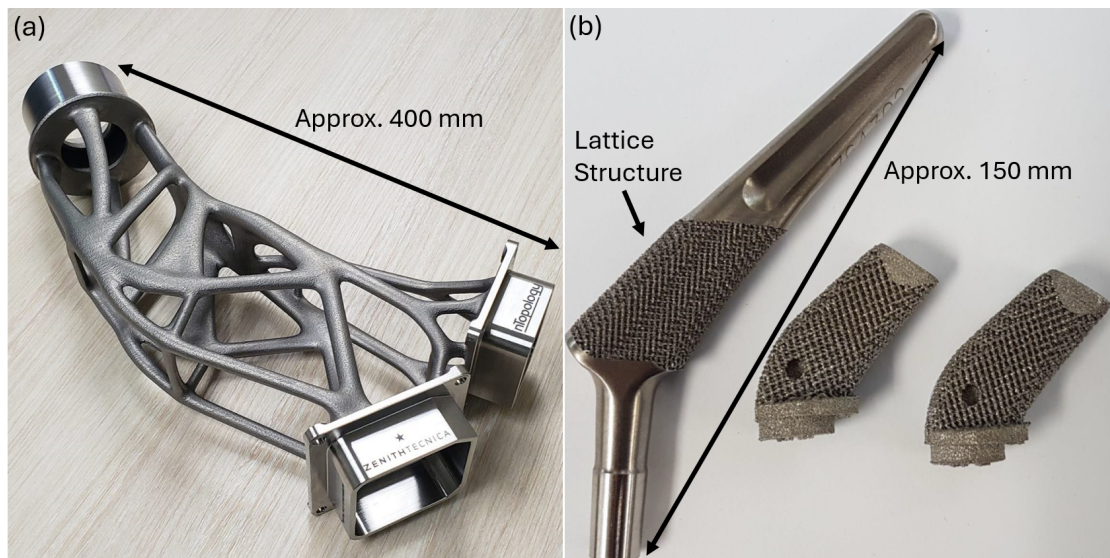 (a)
Approx. 400 mm
nTopology
ZENITHTECNICA
(b)
Lattice
Structure
Approx. 150 mm